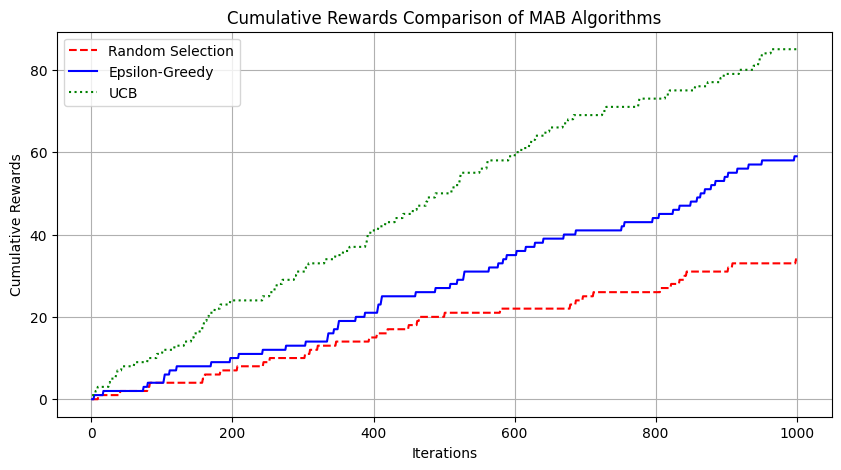 Cumulative Rewards Comparison of MAB Algorithms
Random Selection
Epsilon-Greedy
UCB
Cumulative Rewards
80
60
40
20
0
0 200 400 600 800 1000
Iterations